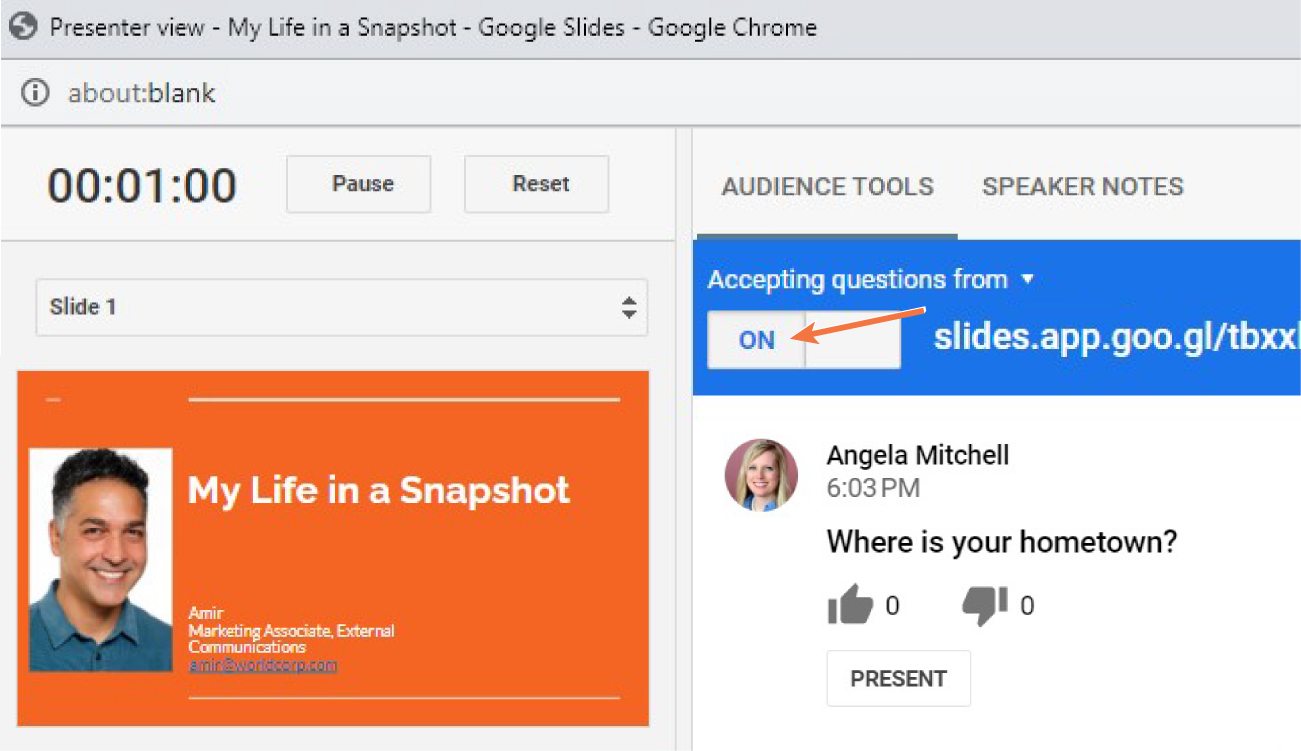 Presenter view - My Life in a Snapshot - Google Slides - Google Chrome
about:blank
00:01:00
Pause
Reset
Slide 1
My Life in a Snapshot
Amir
Marketing Associate, External
Communications
amir@worldcorp.com
AUDIENCE TOOLS
SPEAKER NOTES
Accepting questions from
ON
slides.app.goo.gl/tbxx
Angela Mitchell
6:03 PM
Where is your hometown?
0
0
PRESENT